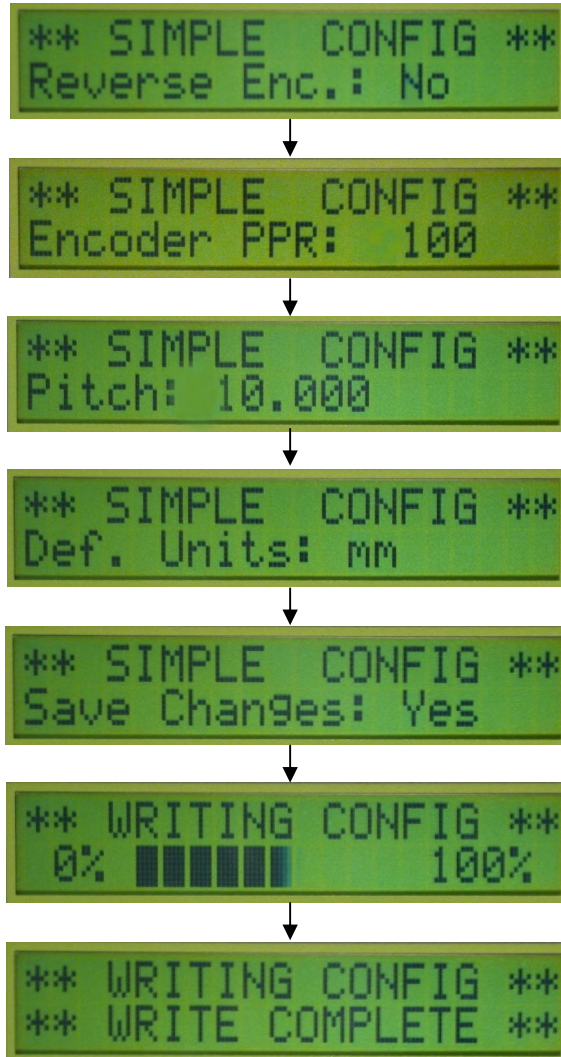 ** SIMPLE  CONFIG **
Reverse Enc.: No
** SIMPLE  CONFIG **
Encoder PPR:  100
** SIMPLE  CONFIG **
Pitch: 10.000
** SIMPLE  CONFIG **
Def. Units: mm
** SIMPLE  CONFIG **
Save Changes: Yes
** WRITING CONFIG **
0% 100%
** WRITING CONFIG **
** WRITE COMPLETE **